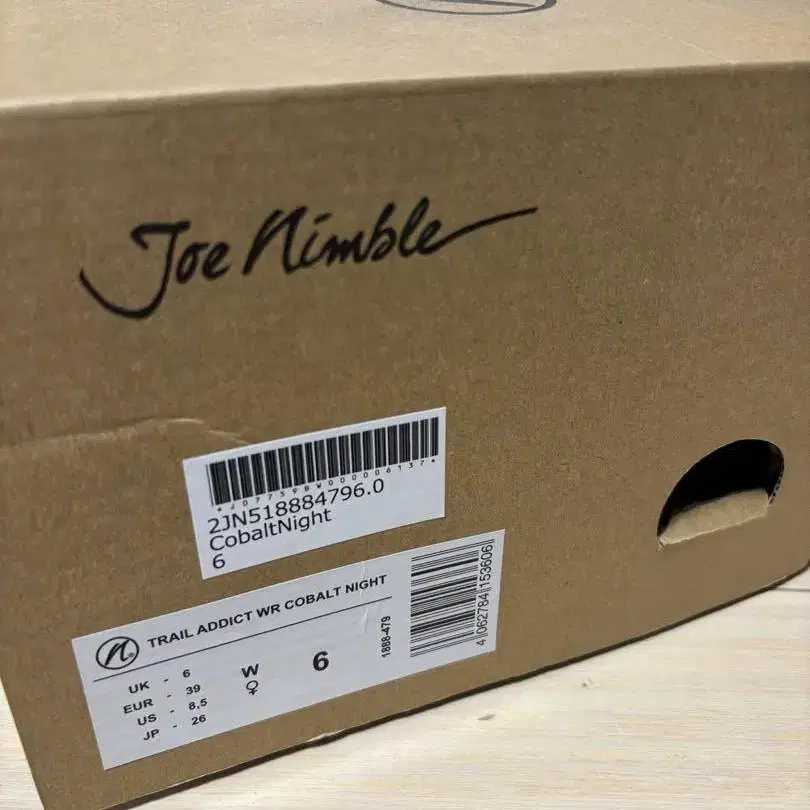 Joe Nimble
*J077598W000006137*
2JN518884796.0
CobaltNight
6
n®
TRAIL ADDICT WR COBALT NIGHT
UK - 6
EUR - 39
US - 8,5
JP - 26
W
♀
6
1888-479
4 062784 153606